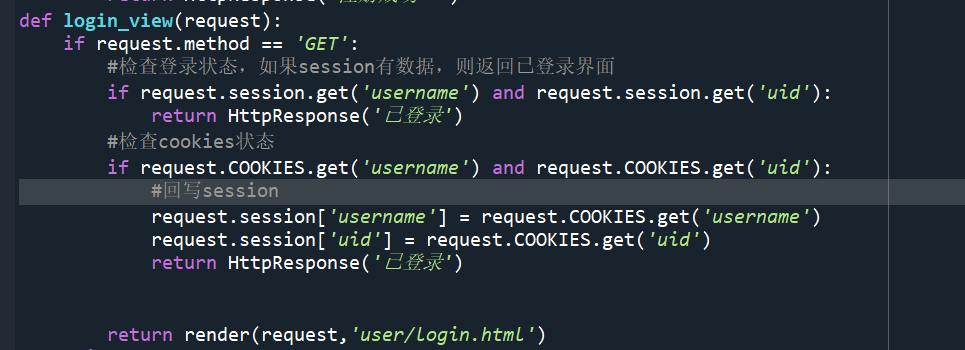 def login_view(request):
if request.method == 'GET':
#检查登录状态，如果session有数据，则返回已登录界面
if request.session.get('username') and request.session.get('uid'):
return HttpResponse('已登录')
#检查cookies状态
if request.COOKIES.get('username') and request.COOKIES.get('uid'):
#回写session
request.session['username'] = request.COOKIES.get('username')
request.session['uid'] = request.COOKIES.get('uid')
return HttpResponse('已登录')
return render(request,'user/login.html')